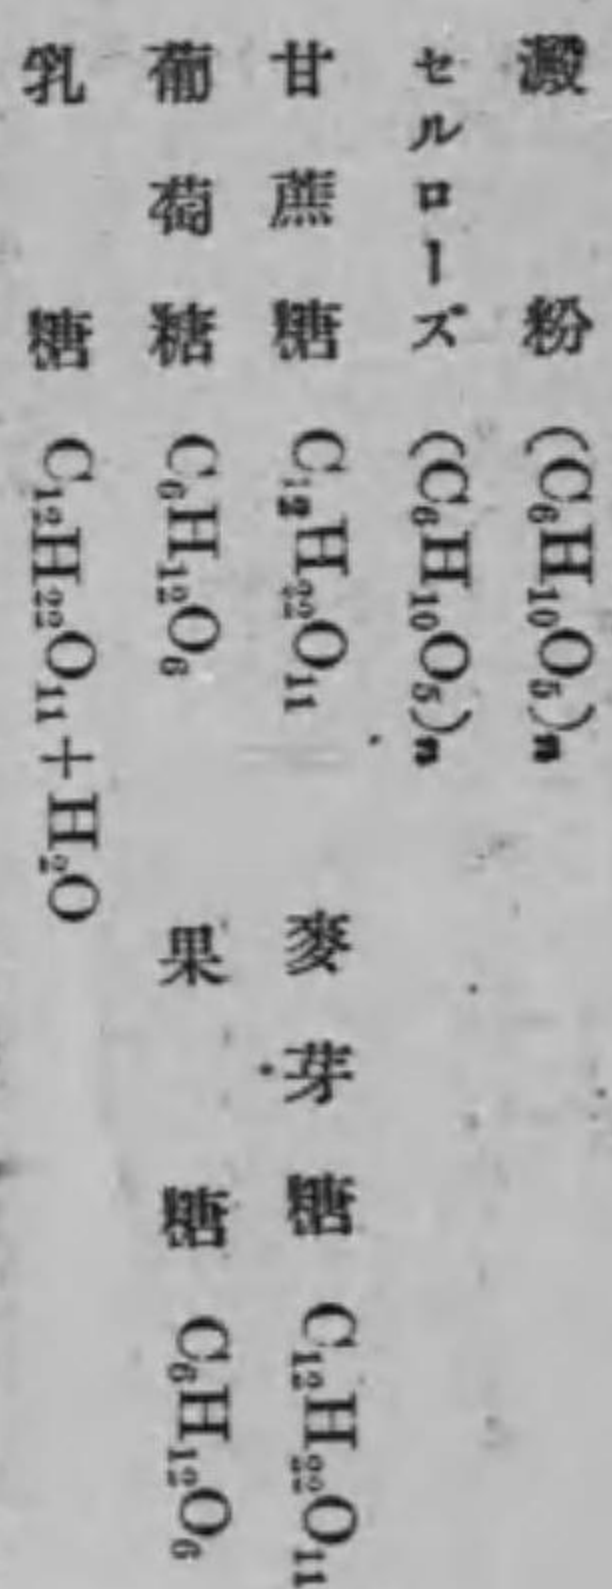 澱粉 (C₆H₁₀O₅)ₙ
セルローズ (C₆H₁₀O₅)ₙ
甘蔗糖 C₁₂H₂₂O₁₁ 麥芽糖 C₁₂H₂₂O₁₁
葡萄糖 C₆H₁₂O₆ 果糖 C₆H₁₂O₆
乳糖 C₁₂H₂₂O₁₁+H₂O